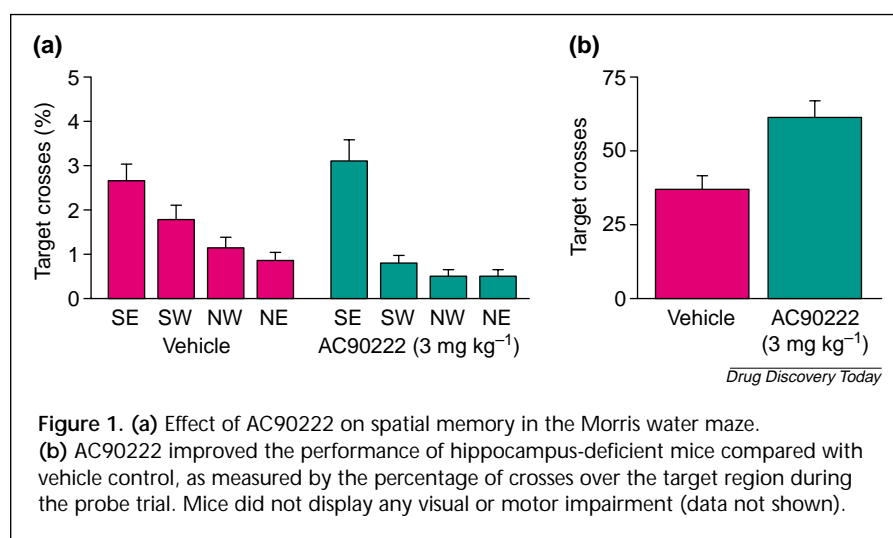 (a)
5
4
3
2
1
0
Target crosses (%)
SE SW NW NE SE SW NW NE
Vehicle AC90222 (3 mg kg⁻¹)
(b)
75
50
25
0
Target crosses
Vehicle AC90222
(3 mg kg⁻¹)
Drug Discovery Today
Figure 1. (a) Effect of AC90222 on spatial memory in the Morris water maze.
(b) AC90222 improved the performance of hippocampus-deficient mice compared with
vehicle control, as measured by the percentage of crosses over the target region during
the probe trial. Mice did not display any visual or motor impairment (data not shown).